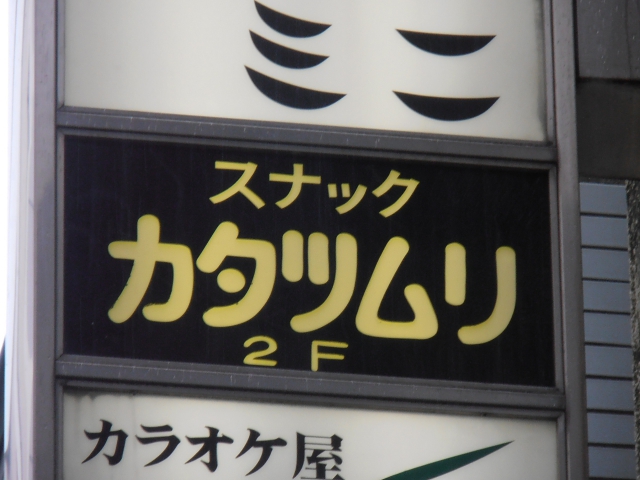 ミニ
スナック
カタツムリ
2F
カラオケ屋